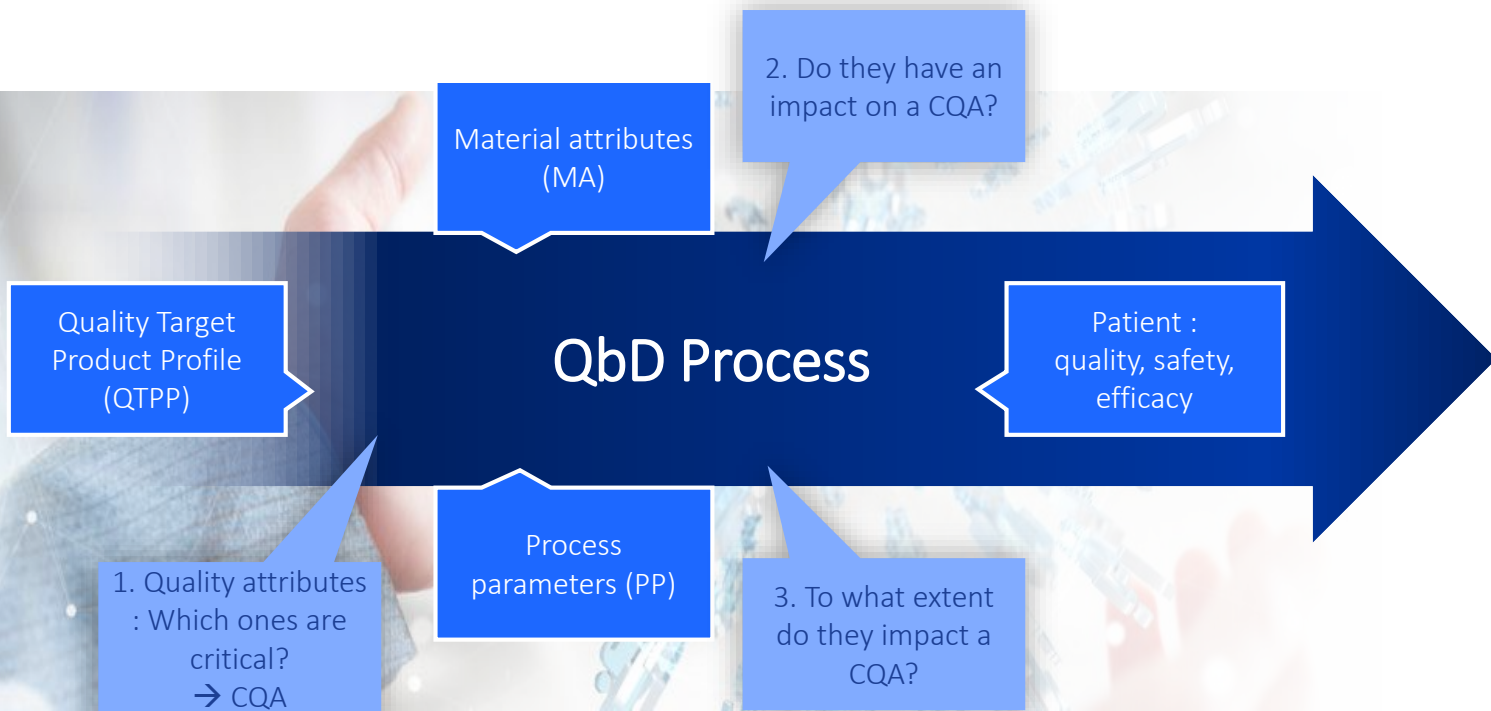 2. Do they have an
impact on a CQA?
Material attributes
(MA)
Quality Target
Product Profile
(QTPP)
QbD Process
Patient :
quality, safety,
efficacy
Process
parameters (PP)
1. Quality attributes
: Which ones are
critical?
→ CQA
3. To what extent
do they impact a
CQA?